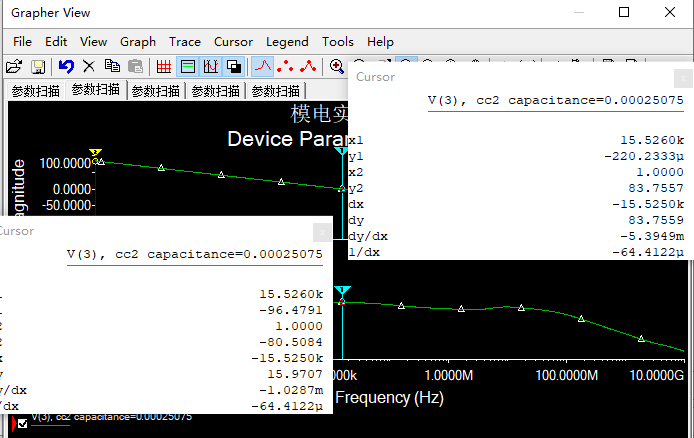 Grapher View
File Edit View Graph Trace Cursor Legend Tools Help
参数扫描 参数扫描 参数扫描 参数扫描 参数扫描
模电实
Device Param
agnitude
100.0000
0.0000
-50.0000
3
1
Cursor
V(3), cc2 capacitance=0.00025075
x1 15.5260k
y1 -220.2333µ
x2 1.0000
y2 83.7557
dx -15.5250k
dy 83.7559
dy/dx -5.3949m
1/dx -64.4122µ
Cursor
V(3), cc2 capacitance=0.00025075
15.5260k
-96.4791
1.0000
-80.5084
-15.5250k
15.9707
y/dx -1.0287m
/dx -64.4122µ
1
000k 1.0000M 100.0000M 10.0000G
Frequency (Hz)
V(3), cc2 capacitance=0.00025075